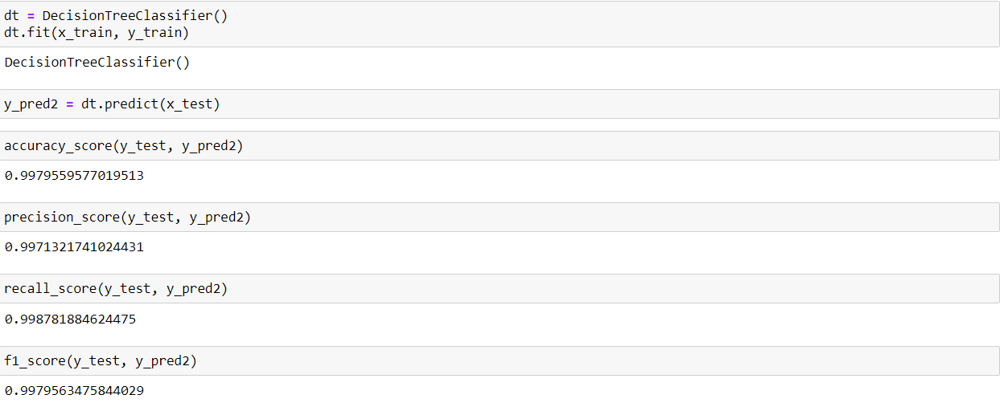 dt = DecisionTreeClassifier()
dt.fit(x_train, y_train)
DecisionTreeClassifier()
y_pred2 = dt.predict(x_test)
accuracy_score(y_test, y_pred2)
0.9979559577019513
precision_score(y_test, y_pred2)
0.9971321741024431
recall_score(y_test, y_pred2)
0.998781884624475
f1_score(y_test, y_pred2)
0.9979563475844029